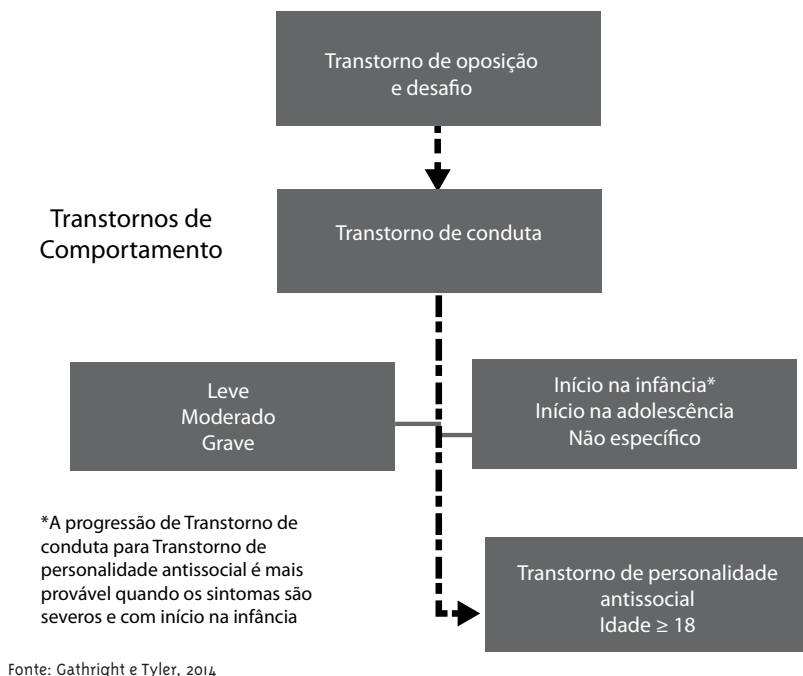 Transtorno de oposição
e desafio
Transtornos de
Comportamento
Transtorno de conduta
Leve
Moderado
Grave
Início na infância*
Início na adolescência
Não específico
*A progressão de Transtorno de
conduta para Transtorno de
personalidade antissocial é mais
provável quando os sintomas são
severos e com início na infância
Transtorno de personalidade
antissocial
Idade ≥ 18
Fonte: Gathright e Tyler, 2014